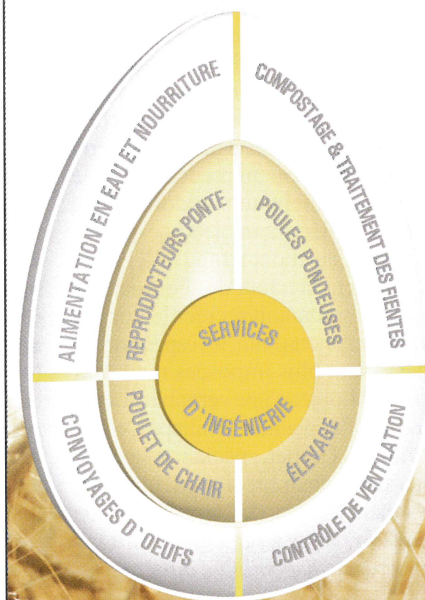 ALIMENTATION EN EAU ET NOURRITURE
COMPOSTAGE & TRAITEMENT DES FIENTES
REPRODUCTEURS PONTE
POULES PONDEUSES
SERVICES
D'INGÉNIERIE
POULET DE CHAIR
ÉLEVAGE
CONVOYAGES D'OEUFS
CONTRÔLE DE VENTILATION